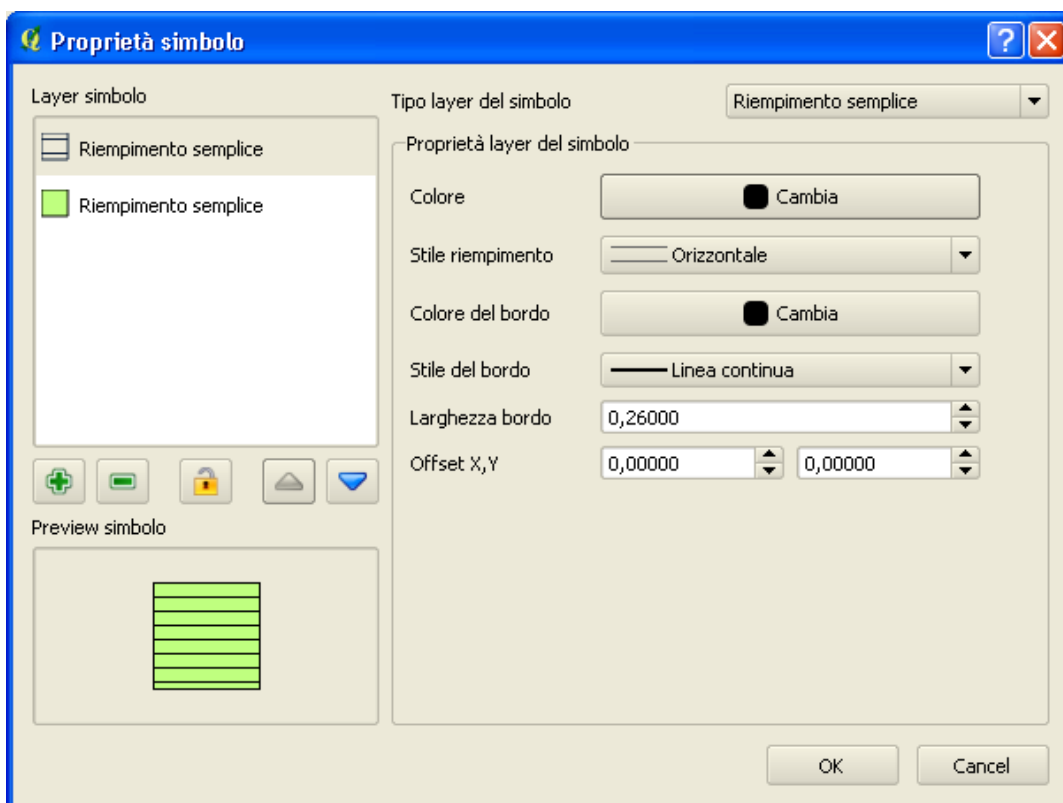 Proprietà simbolo
Layer simbolo
Riempimento semplice
Riempimento semplice
Preview simbolo
Tipo layer del simbolo Riempimento semplice
Proprietà layer del simbolo
Colore Cambia
Stile riempimento Orizzontale
Colore del bordo Cambia
Stile del bordo Linea continua
Larghezza bordo 0,26000
Offset X,Y 0,00000 0,00000
OK Cancel